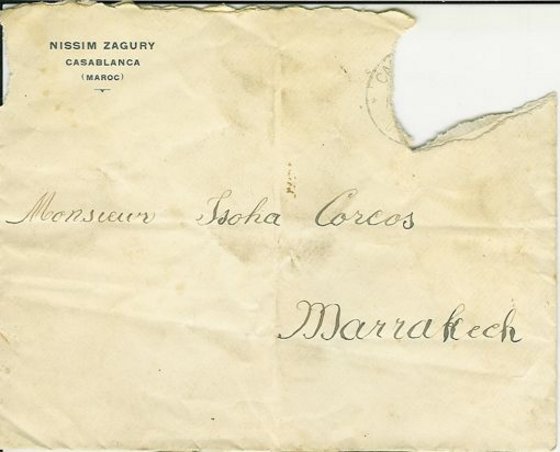 NISSIM ZAGURY
CASABLANCA
(MAROC)
Monsieur Isoha Corcos
Marrakech